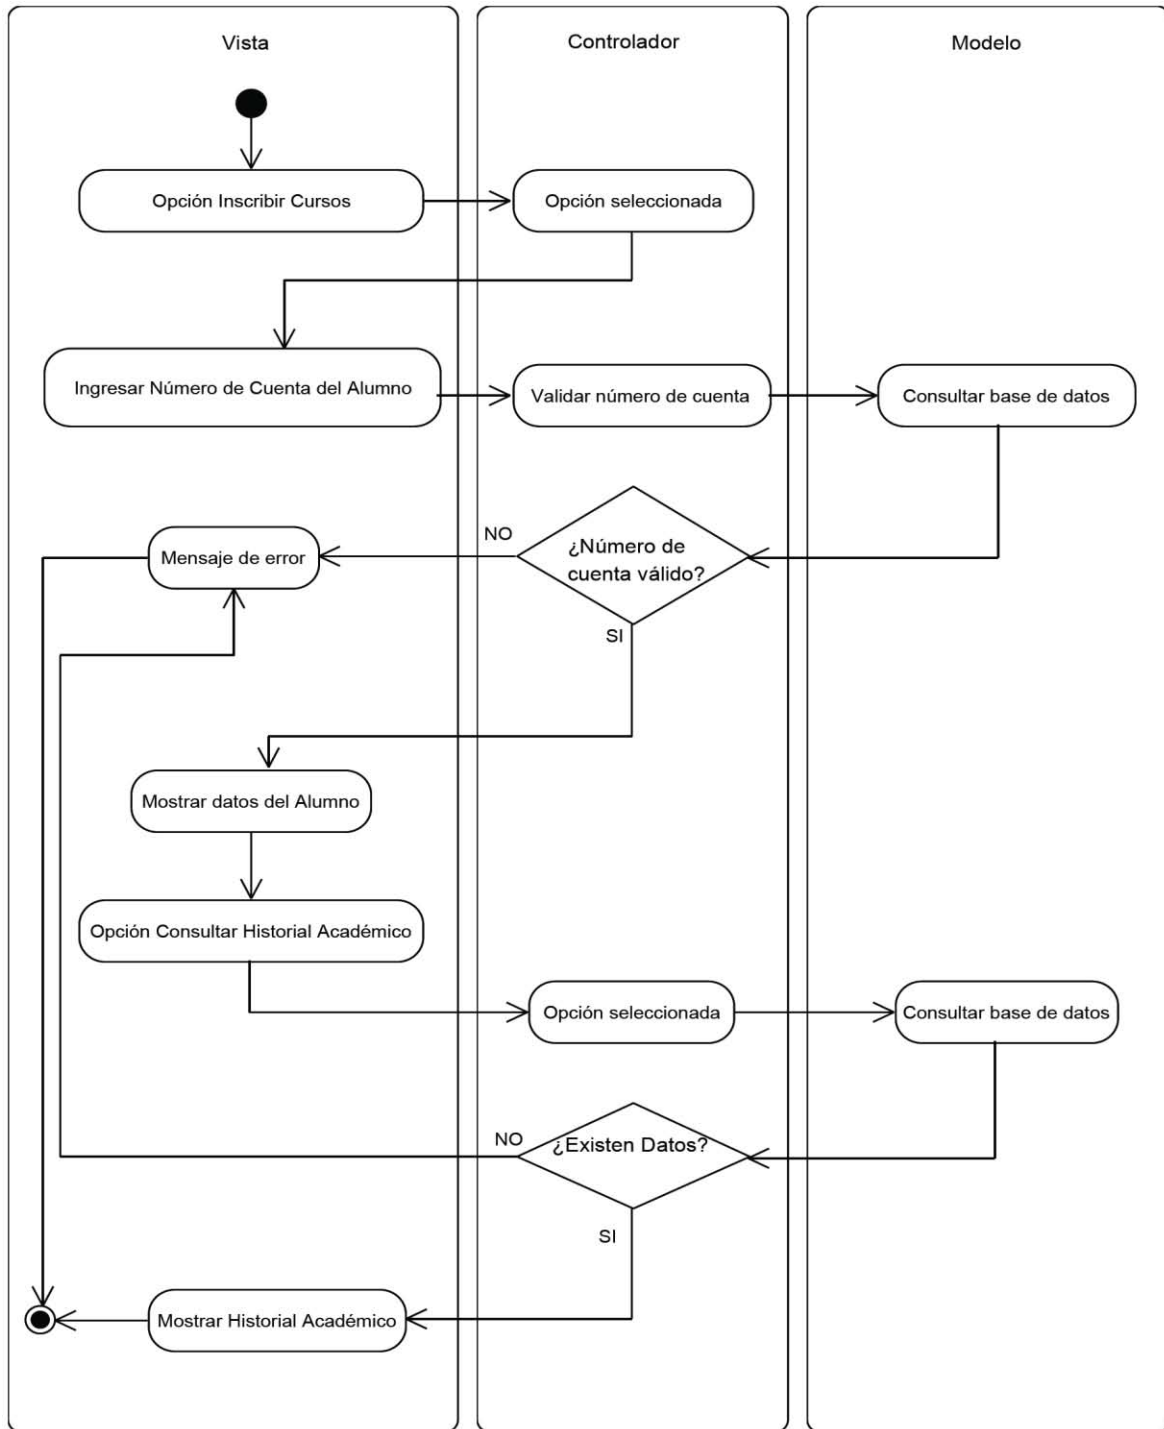 Vista
Controlador
Modelo
Opción Inscribir Cursos
Opción seleccionada
Ingresar Número de Cuenta del Alumno
Validar número de cuenta
Consultar base de datos
Mensaje de error
NO
¿Número de
cuenta válido?
SI
Mostrar datos del Alumno
Opción Consultar Historial Académico
Opción seleccionada
Consultar base de datos
NO
¿Existen Datos?
SI
Mostrar Historial Académico